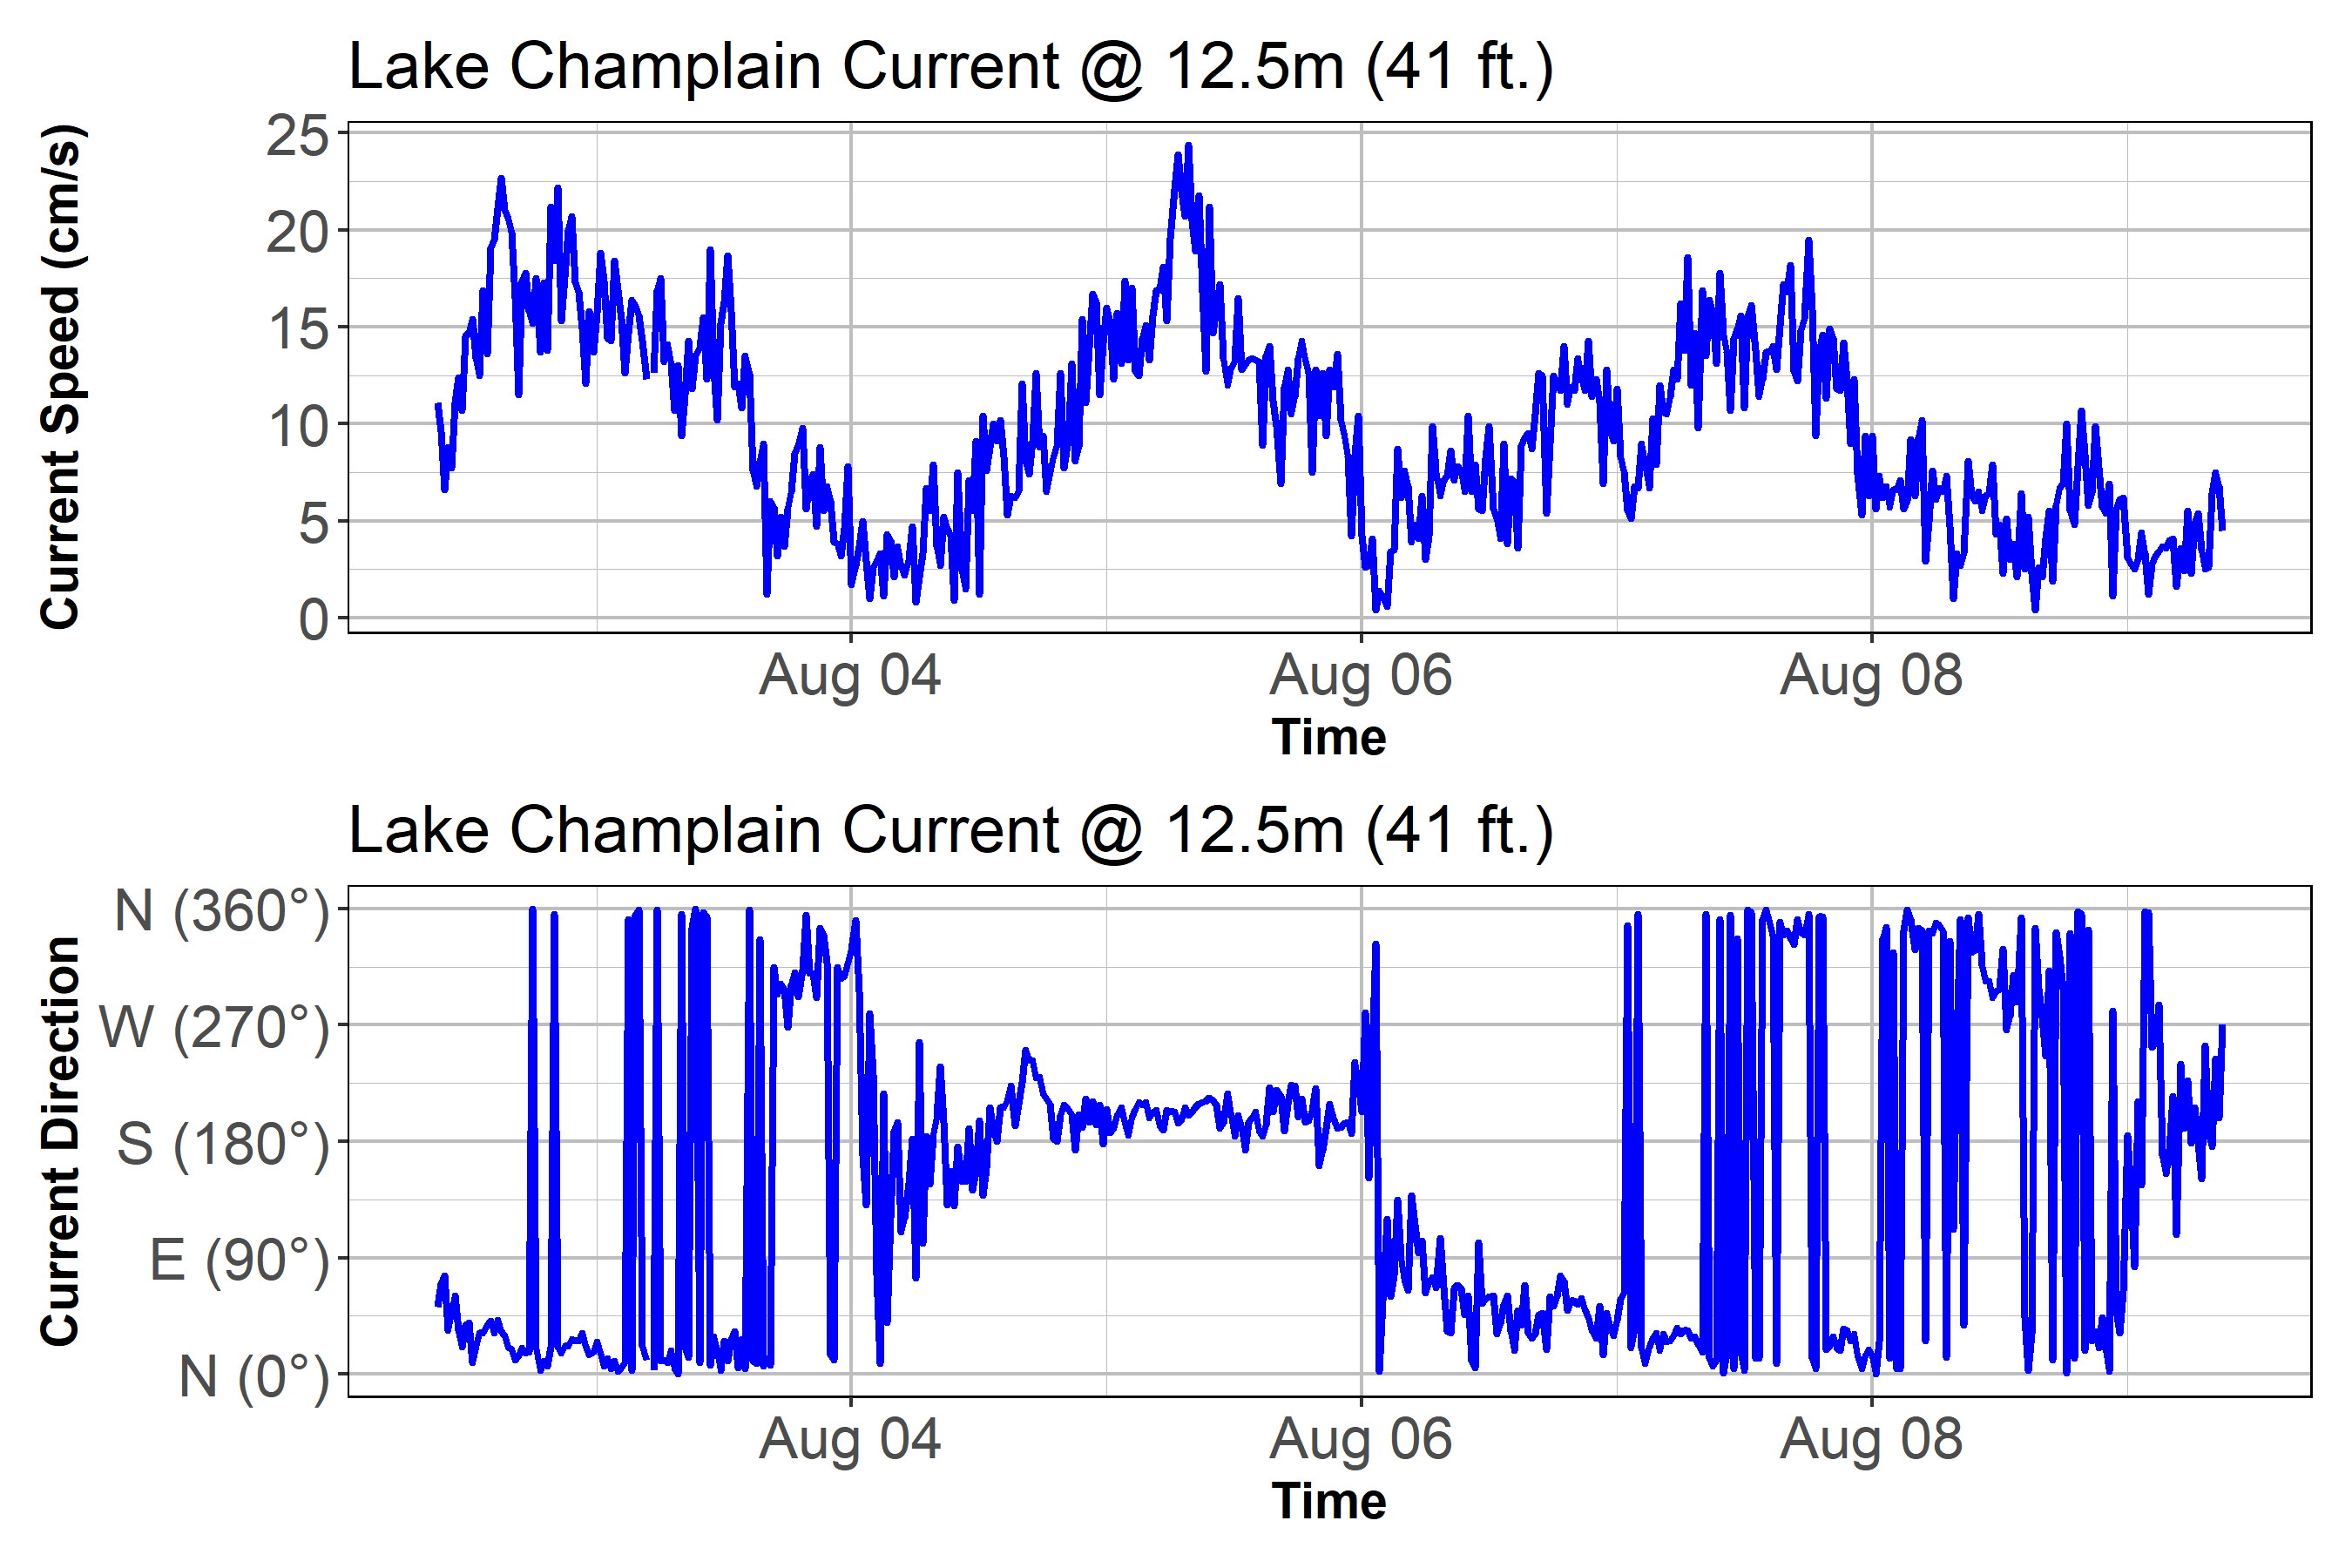 Lake Champlain Current @ 12.5m (41 ft.)
Current Speed (cm/s)
25
20
15
10
5
0
Aug 04 Aug 06 Aug 08
Time
Lake Champlain Current @ 12.5m (41 ft.)
Current Direction
N (360°)
W (270°)
S (180°)
E (90°)
N (0°)
Aug 04 Aug 06 Aug 08
Time